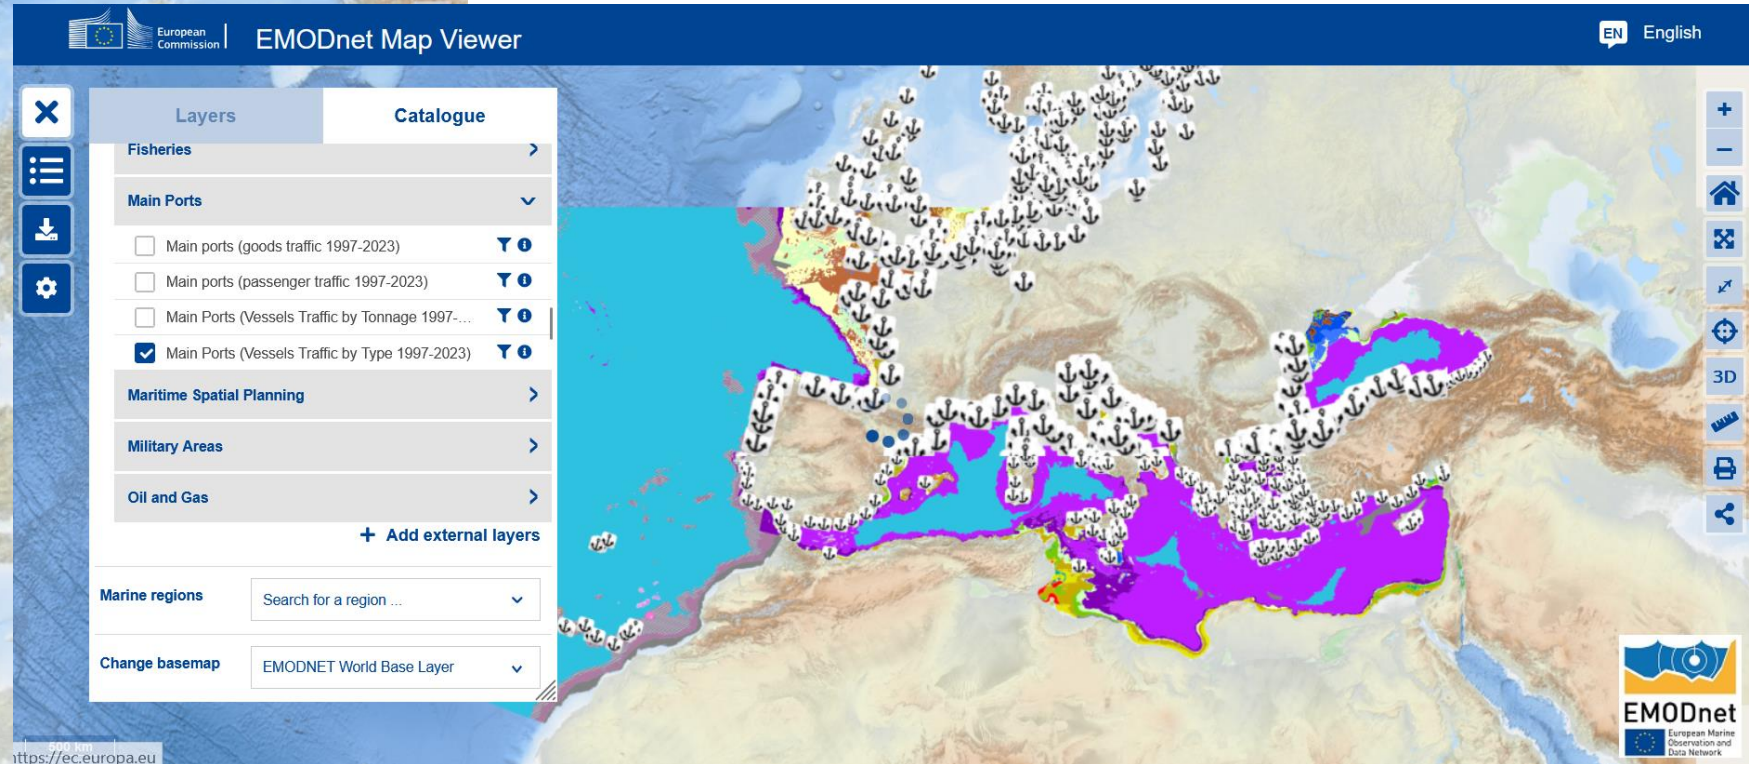 European
Commission
EMODnet Map Viewer
EN English
Layers
Catalogue
Fisheries
Main Ports
Main ports (goods traffic 1997-2023)
Main ports (passenger traffic 1997-2023)
Main Ports (Vessels Traffic by Tonnage 1997-...
Main Ports (Vessels Traffic by Type 1997-2023)
Maritime Spatial Planning
Military Areas
Oil and Gas
+ Add external layers
Marine regions
Search for a region ...
Change basemap
EMODNET World Base Layer
500 km
https://ec.europa.eu
+
−
3D
EMODnet
European Marine
Observation and
Data Network